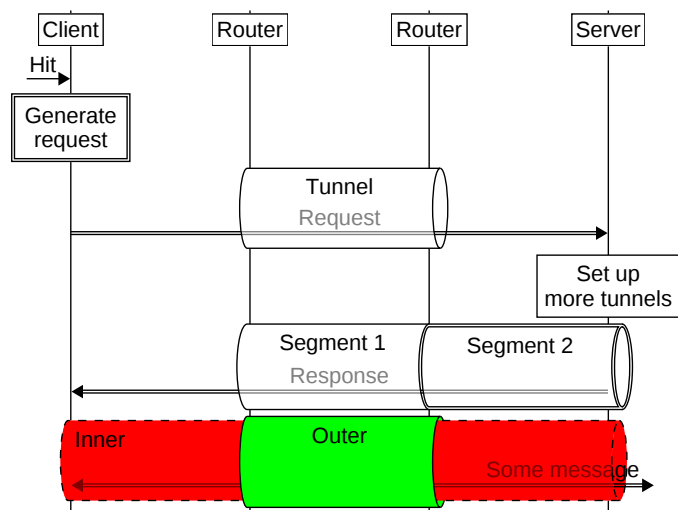 Client
Router
Router
Server
Hit
Generate
request
Tunnel
Request
Set up
more tunnels
Segment 1
Segment 2
Response
Inner
Outer
Some message